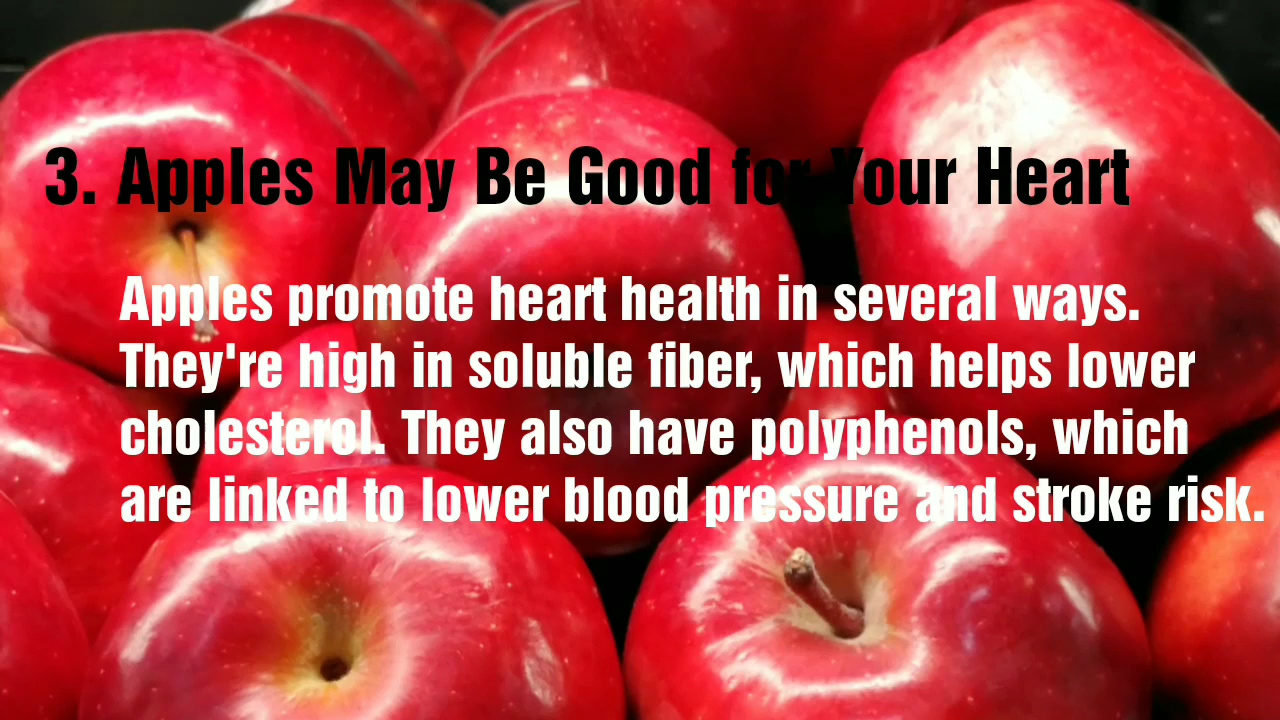 3. Apples May Be Good for Your Heart
Apples promote heart health in several ways.
They're high in soluble fiber, which helps lower
cholesterol. They also have polyphenols, which
are linked to lower blood pressure and stroke risk.